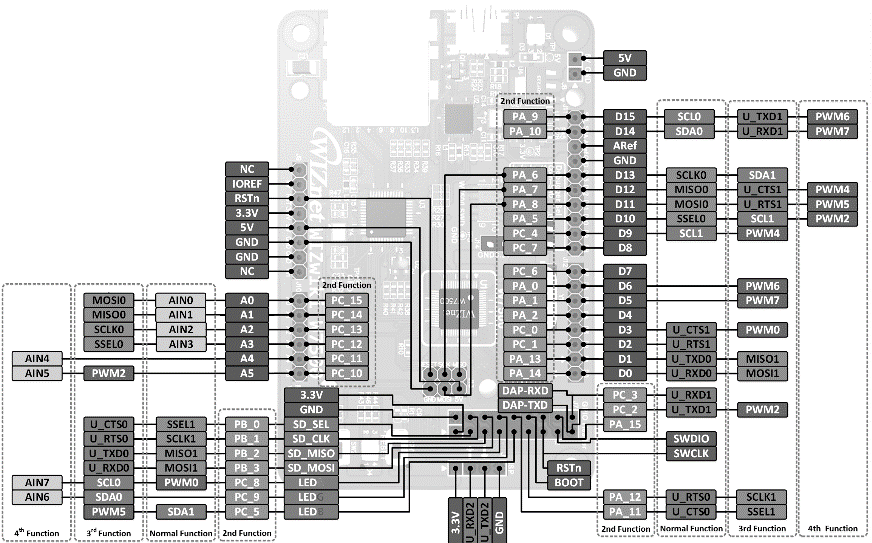 5V
GND
2nd Function
PA_9 D15 SCL0 U_TXD1 PWM6
PA_10 D14 SDA0 U_RXD1 PWM7
ARef
GND
NC
PA_6 D13 SCLK0 SDA1
IOREF
PA_7 D12 MISO0 U_CTS1 PWM4
RSTn
PA_8 D11 MOSI0 U_RTS1 PWM5
3.3V
PA_5 D10 SSEL0 SCL1 PWM2
5V
PC_4 D9 SCL1 PWM4
GND
PC_7 D8
GND
NC
WIZnet
PC_6 D7
2nd Function
PA_0 D6 PWM6
MOSI0 AIN0 A0 PC_15
PA_1 D5 PWM7
MISO0 AIN1 A1 PC_14
PA_2 D4
SCLK0 AIN2 A2 PC_13
PC_0 D3 U_CTS1 PWM0
SSEL0 AIN3 A3 PC_12
PC_1 D2 U_RTS1
AIN4 A4 PC_11
PA_13 D1 U_TXD0 MISO1
AIN5 PWM2 A5 PC_10
PA_14 D0 U_RXD0 MOSI1
3.3V
DAP-RXD
PC_3 U_RXD1
GND
DAP-TXD
PC_2 U_TXD1 PWM2
U_CTS0 SSEL1 PB_0 SD_SEL
PA_15
U_RTS0 SCLK1 PB_1 SD_CLK
SWDIO
U_TXD0 MISO1 PB_2 SD_MISO
SWCLK
U_RXD0 MOSI1 PB_3 SD_MOSI
RSTn
AIN7 SCL0 PWM0 PC_8 LED
BOOT
AIN6 SDA0 PC_9 LED
PA_12 U_RTS0 SCLK1
PWM5 SDA1 PC_5 LED
PA_11 U_CTS0 SSEL1
3.3V
U_RXD2
U_TXD2
GND
4th Function 3rd Function Normal Function 2nd Function
2nd Function Normal Function 3rd Function 4th Function